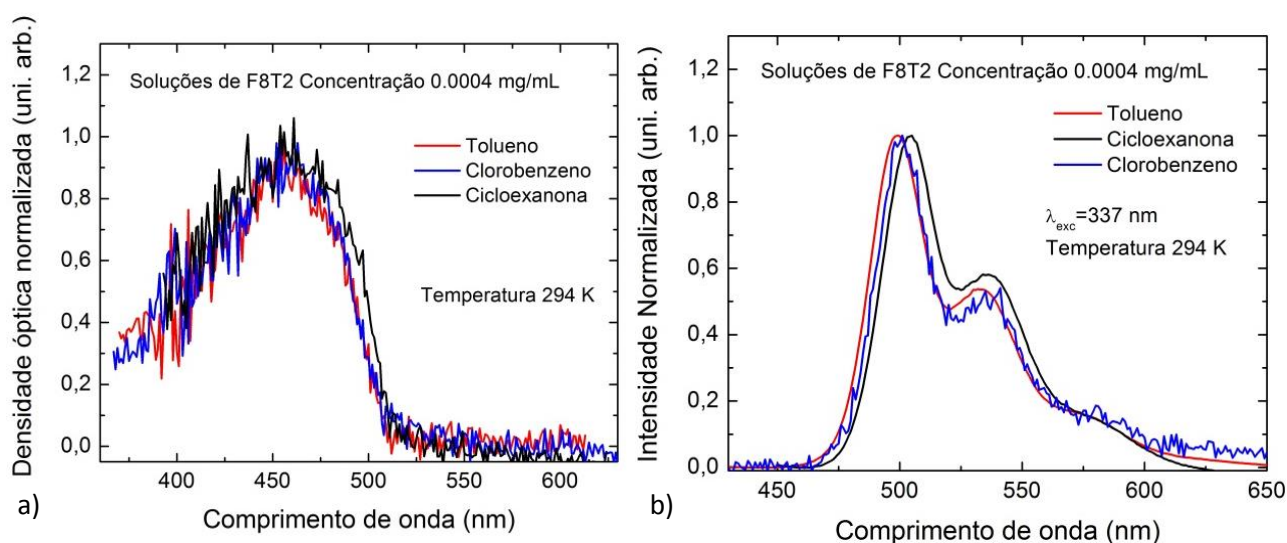 Densidade óptica normalizada (uni. arb.)
1,2
1,0
0,8
0,6
0,4
0,2
0,0
Soluções de F8T2 Concentração 0.0004 mg/mL
Tolueno
Clorobenzeno
Cicloexanona
Temperatura 294 K
400 450 500 550 600
Comprimento de onda (nm)
a)
Intensidade Normalizada (uni. arb.)
1,2
1,0
0,8
0,6
0,4
0,2
0,0
Soluções de F8T2 Concentração 0.0004 mg/mL
Tolueno
Cicloexanona
Clorobenzeno
λexc=337 nm
Temperatura 294 K
450 500 550 600 650
Comprimento de onda (nm)
b)